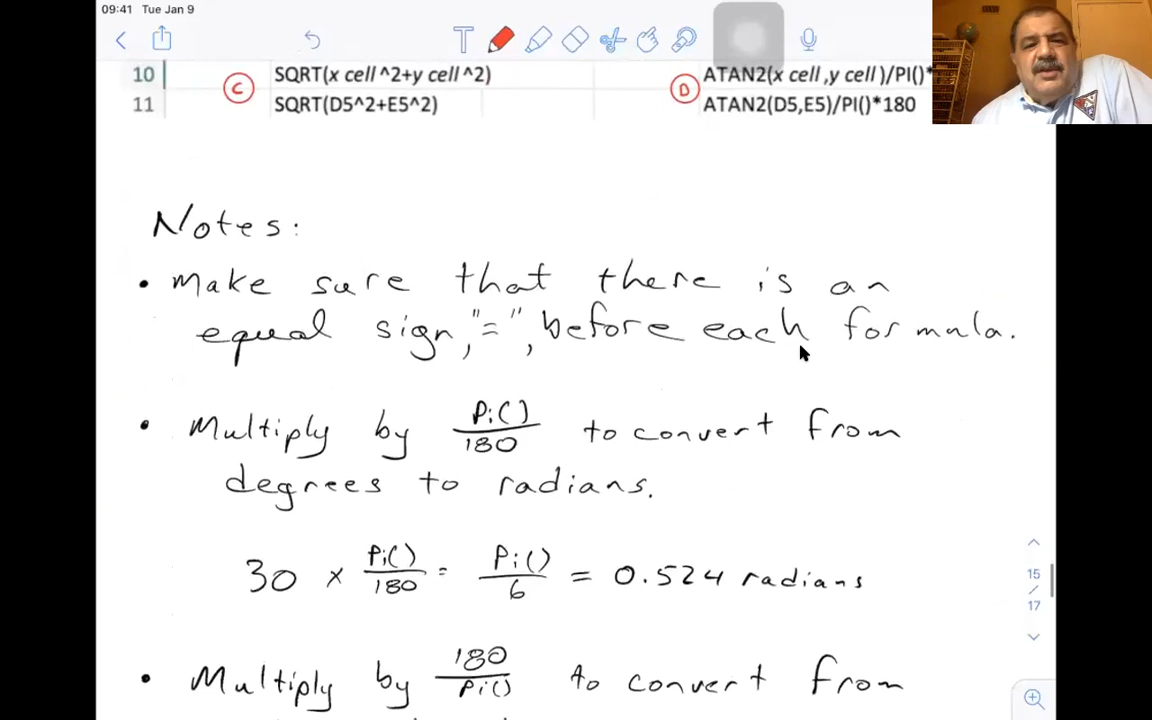 09:41 Tue Jan 9
T
10 C SQRT(x cell^2+y cell^2) D ATAN2(x cell,y cell)/PI()*
11 SQRT(D5^2+E5^2) ATAN2(D5,E5)/PI()*180
Notes:
• Make sure that there is an
equal sign, "=", before each formula.
• Multiply by Pi()/180 to convert from
degrees to radians.
30 × Pi()/180 = Pi()/6 = 0.524 radians
15
/
17
• Multiply by 180/Pi() to convert from